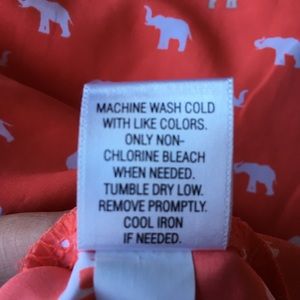 MACHINE WASH COLD
WITH LIKE COLORS.
ONLY NON-
CHLORINE BLEACH
WHEN NEEDED.
TUMBLE DRY LOW.
REMOVE PROMPTLY.
COOL IRON
IF NEEDED.